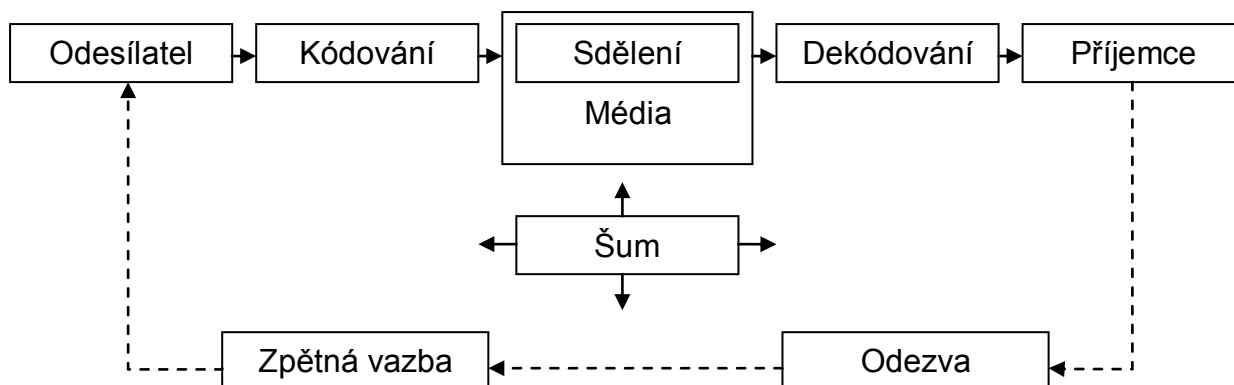 Odesílatel
Kódování
Sdělení
Média
Dekódování
Příjemce
Šum
Zpětná vazba
Odezva